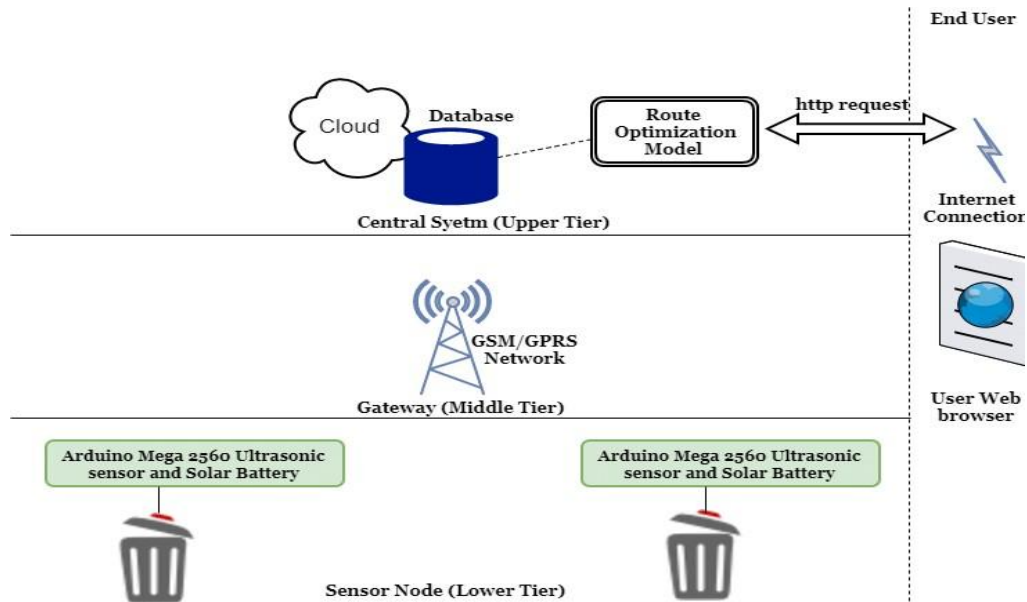 End User
http request
Cloud
Database
Route
Optimization
Model
Internet
Connection
Central Syetm (Upper Tier)
GSM/GPRS
Network
User Web
browser
Gateway (Middle Tier)
Arduino Mega 2560 Ultrasonic
sensor and Solar Battery
Arduino Mega 2560 Ultrasonic
sensor and Solar Battery
Sensor Node (Lower Tier)